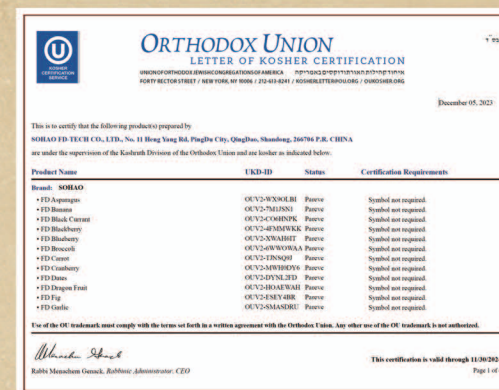 U
KOSHER
CERTIFICATION
SERVICE
ORTHODOX UNION
LETTER OF KOSHER CERTIFICATION
UNION OF ORTHODOX JEWISH CONGREGATIONS OF AMERICA איחוד קהילות האורתודוקסים באמריקה
FORTY RECTOR STREET / NEW YORK, NY 10006 / 212-613-8241 / KOSHERLETTERP@OU.ORG / OUKOSHER.ORG
December 05, 2023
This is to certify that the following product(s) prepared by
SOHAO FD-TECH CO., LTD., No. 11 Heng Yang Rd, PingDu City, QingDao, Shandong, 266706 P.R. CHINA
are under the supervision of the Kashruth Division of the Orthodox Union and are kosher as indicated below.
Product Name UKD-ID Status Certification Requirements
Brand: SOHAO
• FD Asparagus Pareve Symbol not required.
• FD Banana Pareve Symbol not required.
• FD Black Currant OUV2-CO6HNPK Pareve Symbol not required.
• FD Blackberry OUV2-4FMMWKK Pareve Symbol not required.
• FD Blueberry Pareve Symbol not required.
• FD Broccoli OUV2-6WWOWAA Pareve Symbol not required.
• FD Carrot Pareve Symbol not required.
• FD Cranberry OUV2-MWH9DY6 Pareve Symbol not required.
• FD Dates OUV2-DYNL2FD Pareve Symbol not required.
• FD Dragon Fruit OUV2-HOAEWAH Pareve Symbol not required.
• FD Fig OUV2-ESEY4BR Pareve Symbol not required.
• FD Garlic OUV2-SMASDRU Pareve Symbol not required.
Use of the OU trademark must comply with the terms set forth in a written agreement with the Orthodox Union. Any other use of the OU trademark is not authorized.
Rabbi Menachem Genack, Rabbinic Administrator, CEO
This certification is valid through 11/30/202
Page 1 of